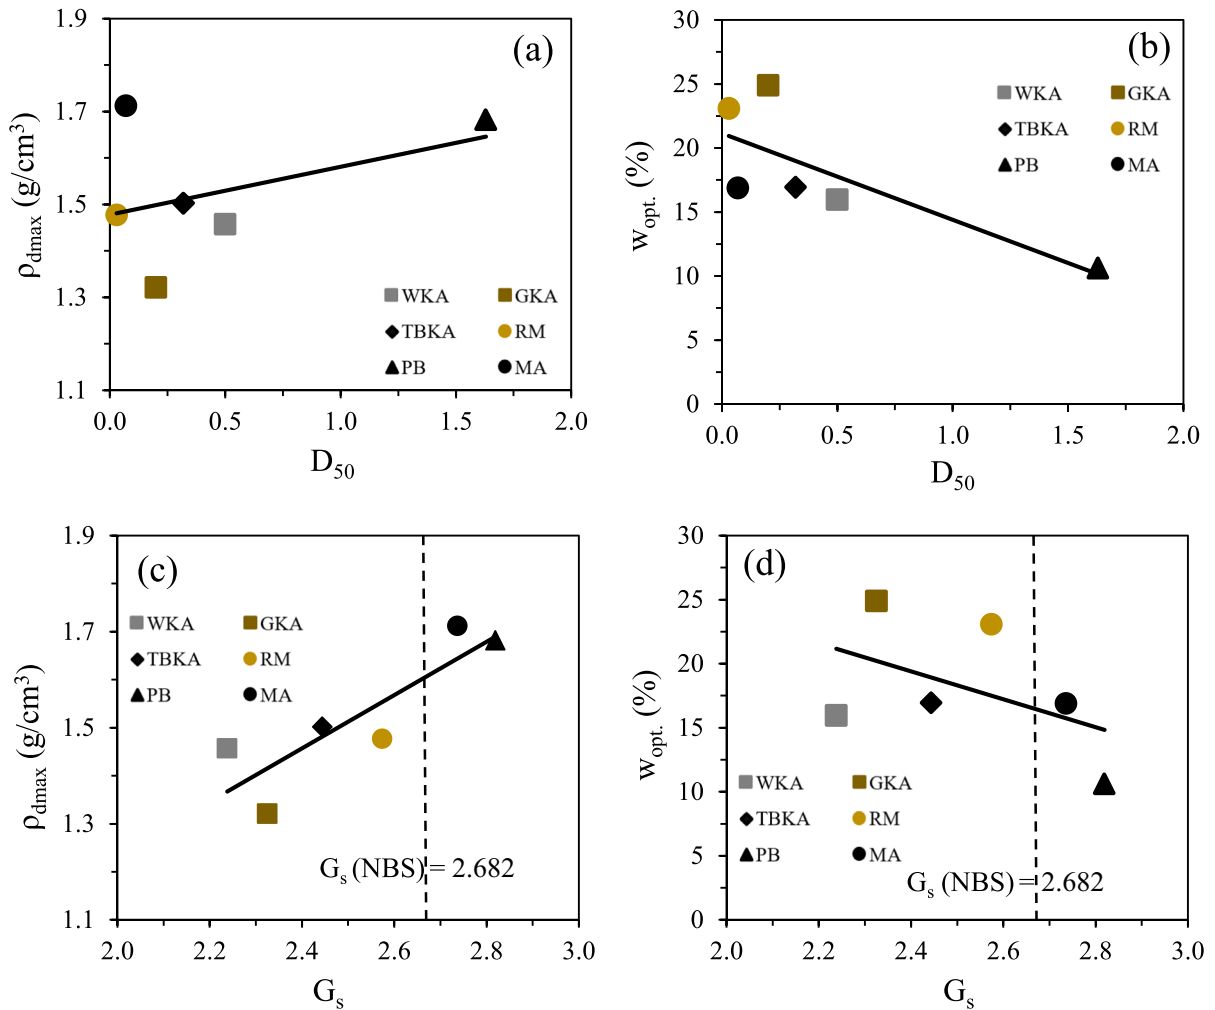 (a)
1.9
1.7
1.5
1.3
1.1
ρdmax (g/cm³)
WKA GKA
TBKA RM
PB MA
0.0 0.5 1.0 1.5 2.0
D₅₀
(b)
30
25
20
15
10
5
0
wopt. (%)
WKA GKA
TBKA RM
PB MA
0.0 0.5 1.0 1.5 2.0
D₅₀
(c)
1.9
1.7
1.5
1.3
1.1
ρdmax (g/cm³)
WKA GKA
TBKA RM
PB MA
Gₛ (NBS) = 2.682
2.0 2.2 2.4 2.6 2.8 3.0
Gₛ
(d)
30
25
20
15
10
5
0
wopt. (%)
WKA GKA
TBKA RM
PB MA
Gₛ (NBS) = 2.682
2.0 2.2 2.4 2.6 2.8 3.0
Gₛ